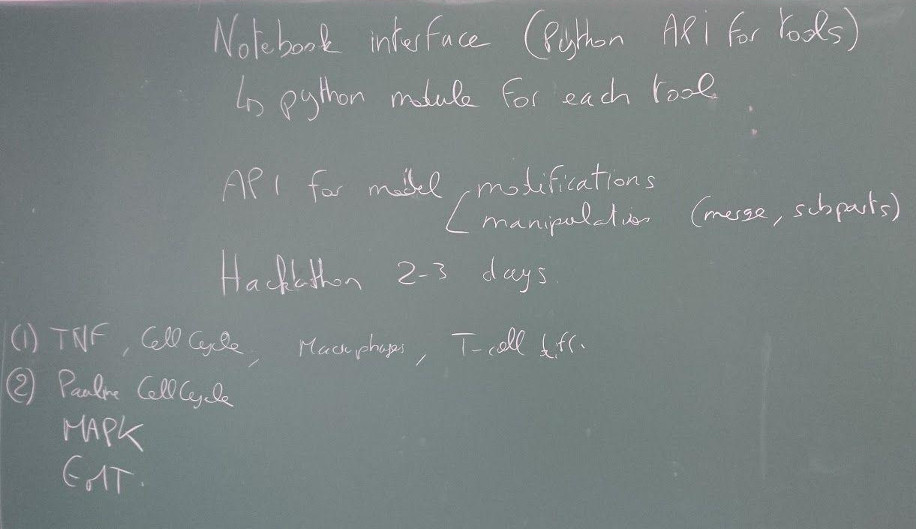 Notebook interface (Python API for tools)
↳ python module for each tool
API for model modifications
manipulation (merge, subparts)
Hackathon 2-3 days.
(1) TNF, Cell Cycle, Macrophages, T-cell diff.
(2) Pauline Cell Cycle
MAPK
EMT.